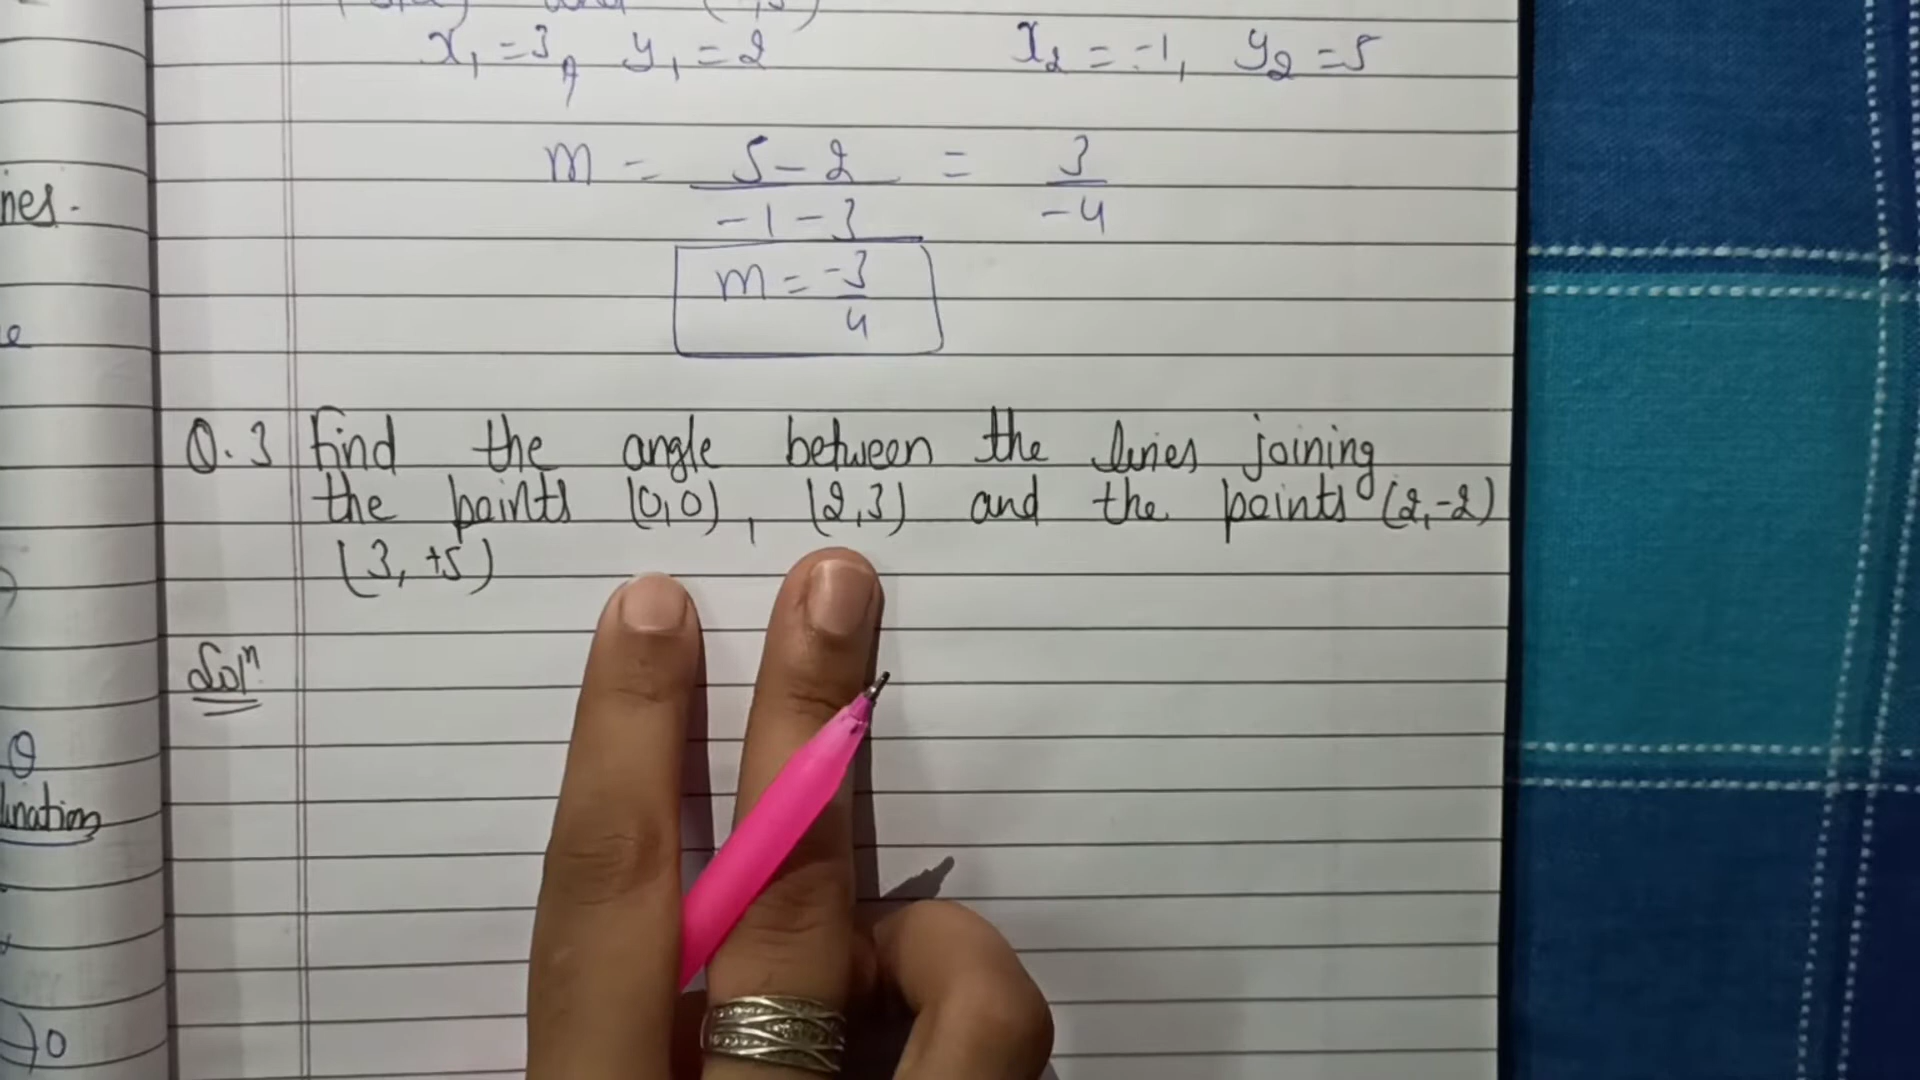 x₁ = 3, y₁ = 2 x₂ = -1, y₂ = 5
m = 5-2 / -1-3 = 3 / -4
m = -3/4
Q.3 Find the angle between the lines joining
the points (0,0), (2,3) and the points (2,-2)
(3, +5)
Solⁿ
nes.
e
θ
lination